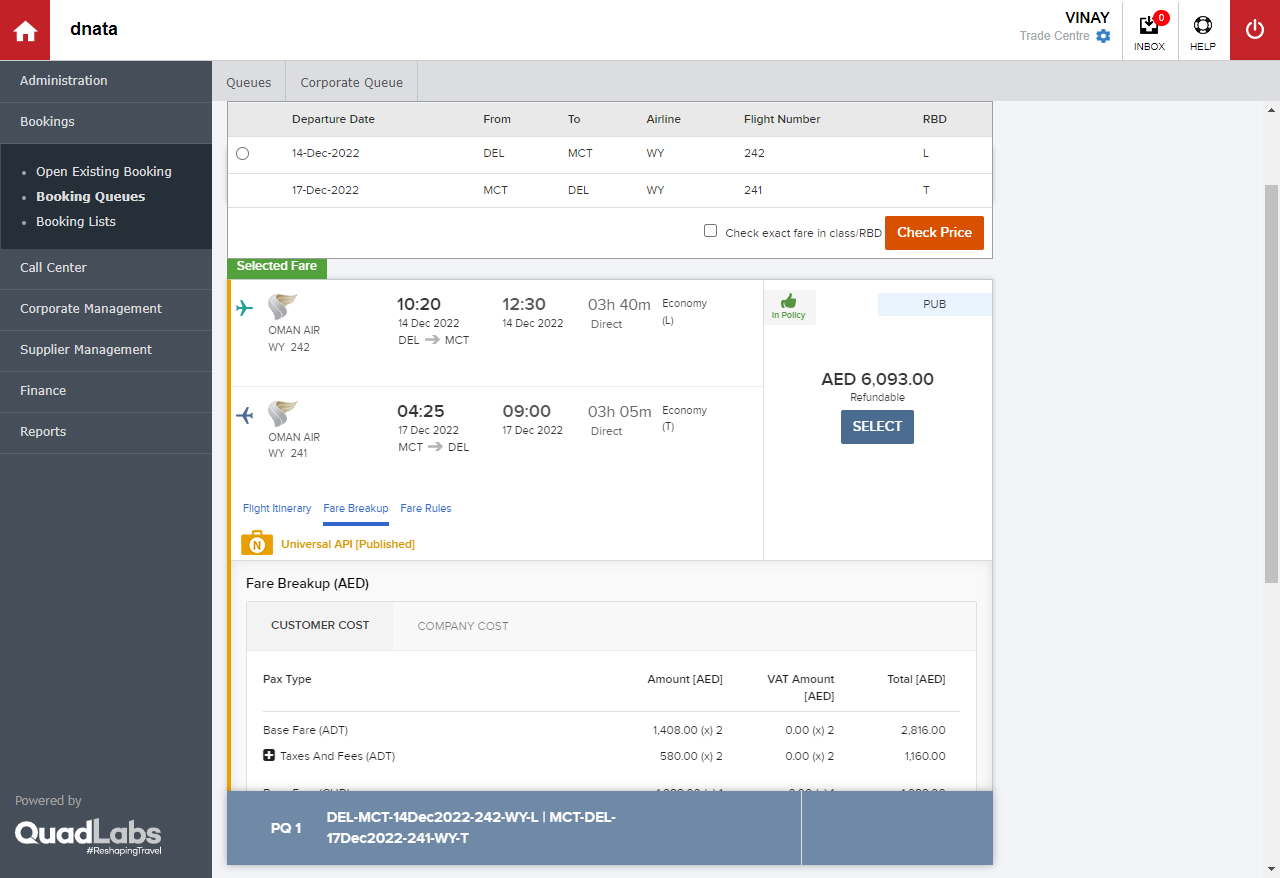 dnata
VINAY
Trade Centre
0
INBOX
HELP
Administration
Bookings
Open Existing Booking
Booking Queues
Booking Lists
Call Center
Corporate Management
Supplier Management
Finance
Reports
Powered by
QuadLabs
#ReshapingTravel
Queues
Corporate Queue
Departure Date From To Airline Flight Number RBD
14-Dec-2022 DEL MCT WY 242 L
17-Dec-2022 MCT DEL WY 241 T
Check exact fare in class/RBD Check Price
Selected Fare
OMAN AIR
WY 242
10:20
14 Dec 2022
DEL MCT
12:30
14 Dec 2022
03h 40m
Direct
Economy
(L)
In Policy
PUB
AED 6,093.00
Refundable
SELECT
OMAN AIR
WY 241
04:25
17 Dec 2022
MCT DEL
09:00
17 Dec 2022
03h 05m
Direct
Economy
(T)
Flight Itinerary Fare Breakup Fare Rules
N Universal API [Published]
Fare Breakup (AED)
CUSTOMER COST COMPANY COST
Pax Type Amount [AED] VAT Amount [AED] Total [AED]
Base Fare (ADT) 1,408.00 (x) 2 0.00 (x) 2 2,816.00
Taxes And Fees (ADT) 580.00 (x) 2 0.00 (x) 2 1,160.00
PQ 1
DEL-MCT-14Dec2022-242-WY-L | MCT-DEL-
17Dec2022-241-WY-T